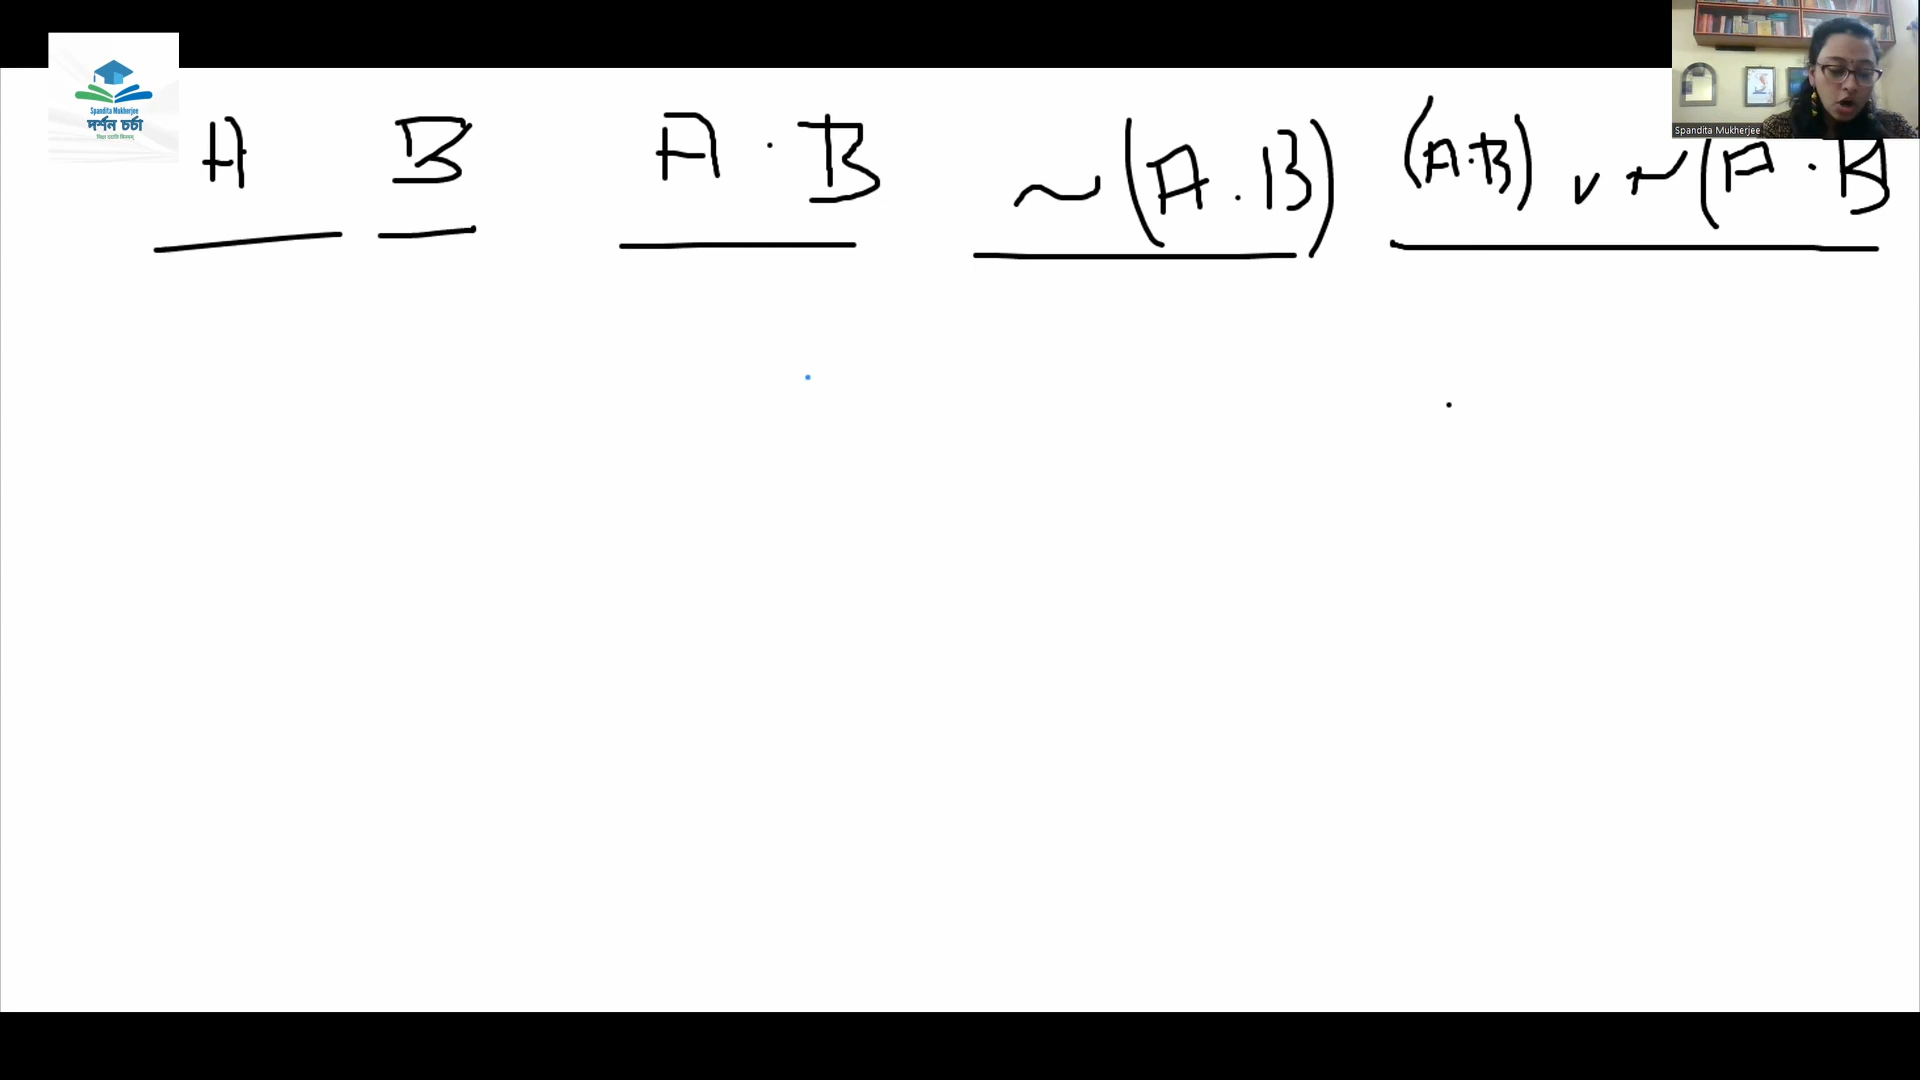 Spandita Mukherjee
দর্শন চর্চা
A B A · B ~(A . B) (A·B) v ~(A · B
Spandita Mukherjee